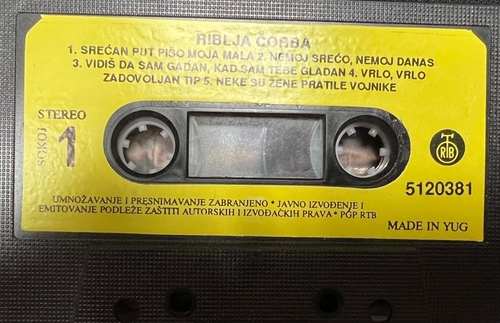 RIBLJA ČORBA
1. SREĆAN PUT PIŠO MOJA MALA 2. NEMOJ SREĆO, NEMOJ DANAS
3. VIDIŠ DA SAM GADAN, KAD SAM TEBE GLADAN 4. VRLO, VRLO
ZADOVOLJAN TIP 5. NEKE SU ŽENE PRATILE VOJNIKE
STEREO
5OKOJ
1
RTB
5120381
UMNOŽAVANJE I PRESNIMAVANJE ZABRANJENO * JAVNO IZVOĐENJE I
EMITOVANJE PODLEŽE ZAŠTITI AUTORSKIH I IZVOĐAČKIH PRAVA * PGP RTB
MADE IN YUG